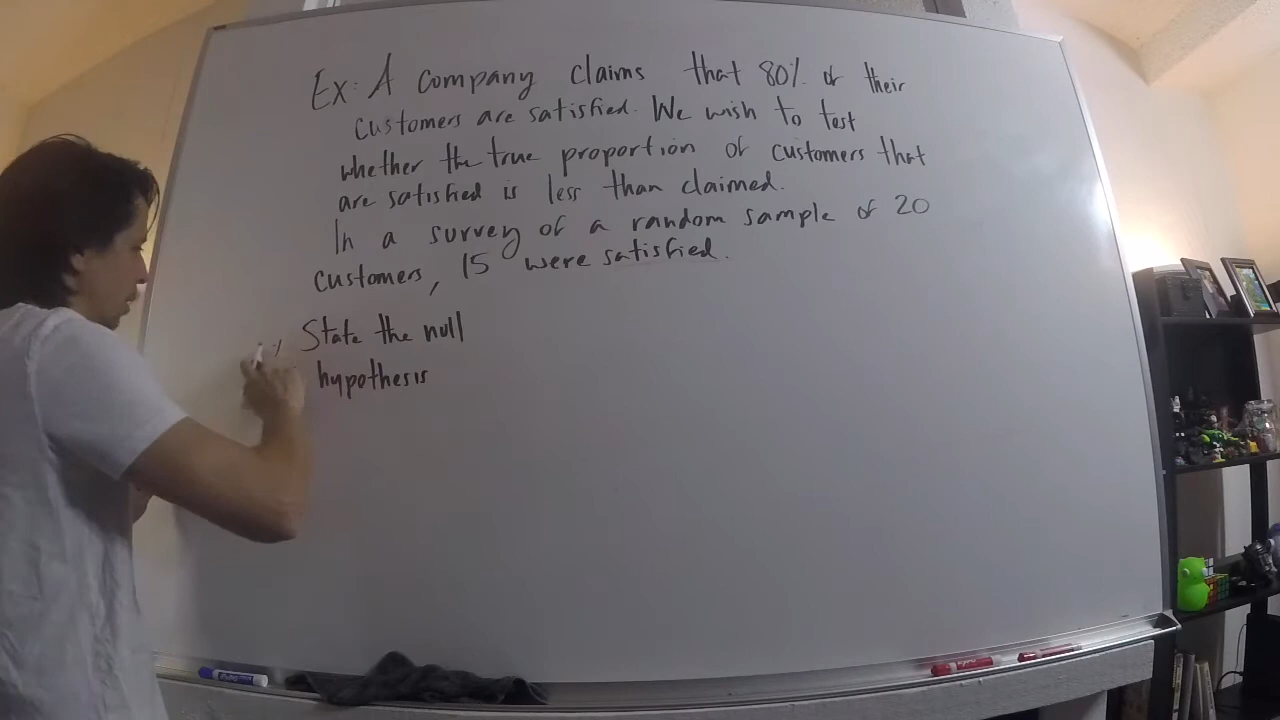 Ex: A company claims that 80% of their
customers are satisfied. We wish to test
whether the true proportion of customers that
are satisfied is less than claimed.
In a survey of a random sample of 20
customers, 15 were satisfied.
State the null
hypothesis
EXPO